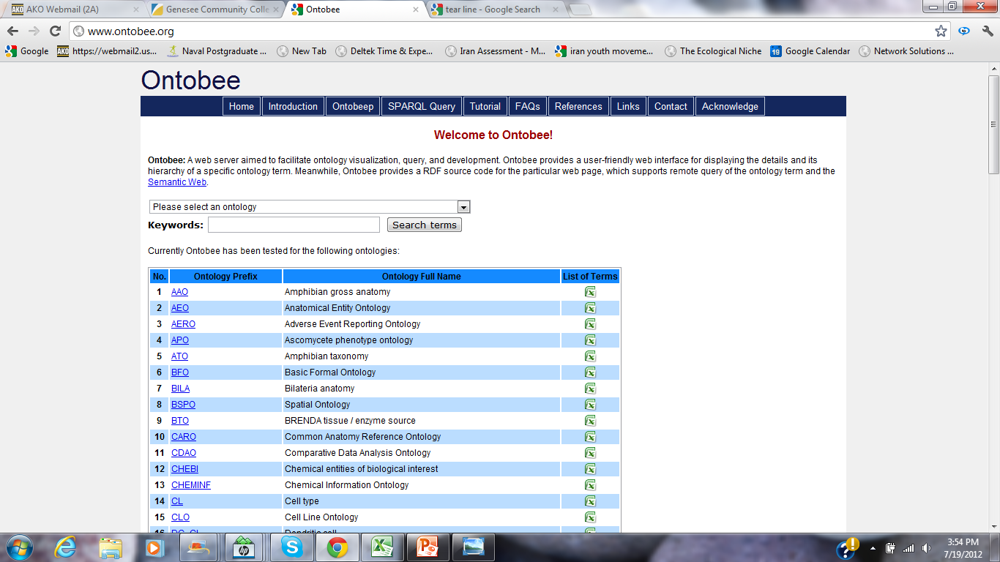 AKO Webmail (2A)
Genesee Community Colle
Ontobee
tear line - Google Search
www.ontobee.org
Google
https://webmail2.us...
Naval Postgraduate ...
New Tab
Deltek Time & Expe...
Iran Assessment - M...
iran youth moveme...
The Ecological Niche
19
Google Calendar
Network Solutions ...
Ontobee
Home
Introduction
Ontobeep
SPARQL Query
Tutorial
FAQs
References
Links
Contact
Acknowledge
Welcome to Ontobee!
Ontobee: A web server aimed to facilitate ontology visualization, query, and development. Ontobee provides a user-friendly web interface for displaying the details and its
hierarchy of a specific ontology term. Meanwhile, Ontobee provides a RDF source code for the particular web page, which supports remote query of the ontology term and the
Semantic Web.
Please select an ontology
Keywords: Search terms
Currently Ontobee has been tested for the following ontologies:
No. Ontology Prefix Ontology Full Name List of Terms
1 AAO Amphibian gross anatomy
2 AEO Anatomical Entity Ontology
3 AERO Adverse Event Reporting Ontology
4 APO Ascomycete phenotype ontology
5 ATO Amphibian taxonomy
6 BFO Basic Formal Ontology
7 BILA Bilateria anatomy
8 BSPO Spatial Ontology
9 BTO BRENDA tissue / enzyme source
10 CARO Common Anatomy Reference Ontology
11 CDAO Comparative Data Analysis Ontology
12 CHEBI Chemical entities of biological interest
13 CHEMINF Chemical Information Ontology
14 CL Cell type
15 CLO Cell Line Ontology
16 DC_CL Dendritic cell
3:54 PM
7/19/2012